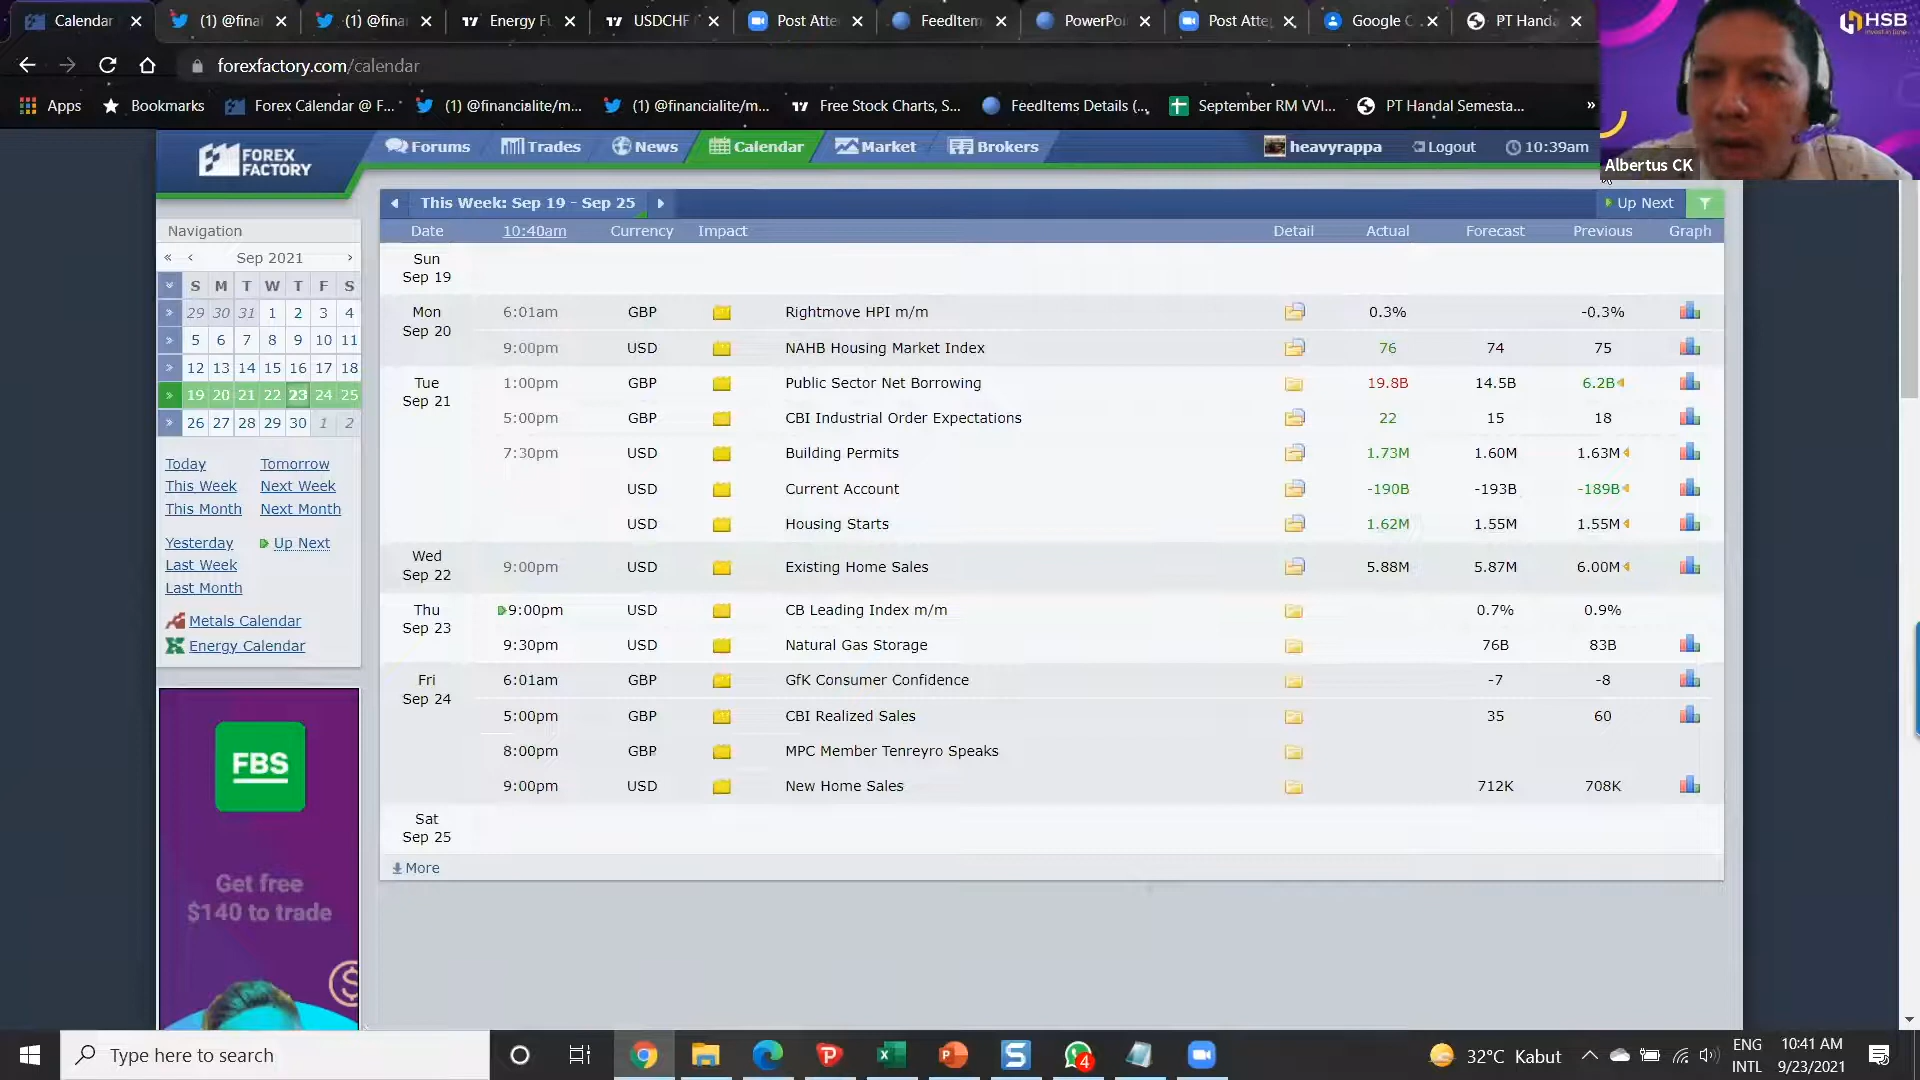 Calendar
(1) @fina
(1) @fina
Energy F
USDCHF
Post Atte
FeedItem
PowerPoi
Post Atte
Google C
PT Handa
HSB
forexfactory.com/calendar
Apps
Bookmarks
Forex Calendar @ F...
(1) @financialite/m...
(1) @financialite/m...
Free Stock Charts, S...
FeedItems Details (...
September RM VVI...
PT Handal Semesta...
»
FOREX FACTORY
Forums
Trades
News
Calendar
Market
Brokers
heavyrappa
Logout
10:39am
Albertus CK
This Week: Sep 19 - Sep 25
Up Next
Date 10:40am Currency Impact Detail Actual Forecast Previous Graph
Sun Sep 19
Mon Sep 20
6:01am GBP Rightmove HPI m/m 0.3% -0.3%
9:00pm USD NAHB Housing Market Index 76 74 75
Tue Sep 21
1:00pm GBP Public Sector Net Borrowing 19.8B 14.5B 6.2B
5:00pm GBP CBI Industrial Order Expectations 22 15 18
7:30pm USD Building Permits 1.73M 1.60M 1.63M
USD Current Account -190B -193B -189B
USD Housing Starts 1.62M 1.55M 1.55M
Wed Sep 22
9:00pm USD Existing Home Sales 5.88M 5.87M 6.00M
Thu Sep 23
9:00pm USD CB Leading Index m/m 0.7% 0.9%
9:30pm USD Natural Gas Storage 76B 83B
Fri Sep 24
6:01am GBP GfK Consumer Confidence -7 -8
5:00pm GBP CBI Realized Sales 35 60
8:00pm GBP MPC Member Tenreyro Speaks
9:00pm USD New Home Sales 712K 708K
Sat Sep 25
More
Navigation
« ‹ Sep 2021 ›
S M T W T F S
» 29 30 31 1 2 3 4
» 5 6 7 8 9 10 11
» 12 13 14 15 16 17 18
» 19 20 21 22 23 24 25
» 26 27 28 29 30 1 2
Today Tomorrow
This Week Next Week
This Month Next Month
Yesterday Up Next
Last Week
Last Month
Metals Calendar
Energy Calendar
FBS
Get free
$140 to trade
Type here to search
4
32°C Kabut
ENG
INTL
10:41 AM
9/23/2021